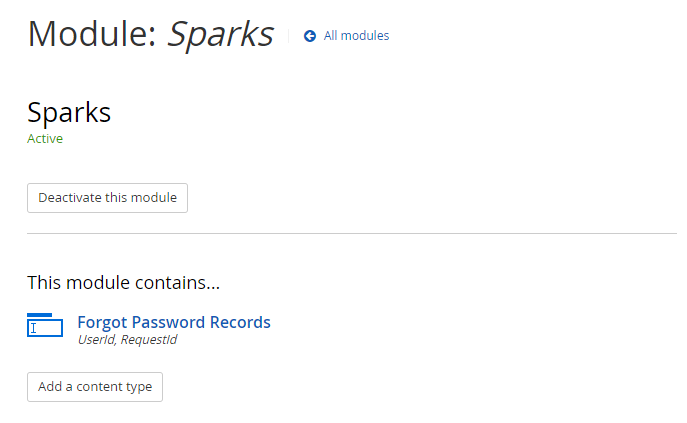 Module: Sparks
All modules
Sparks
Active
Deactivate this module
This module contains...
Forgot Password Records
UserId, RequestId
Add a content type